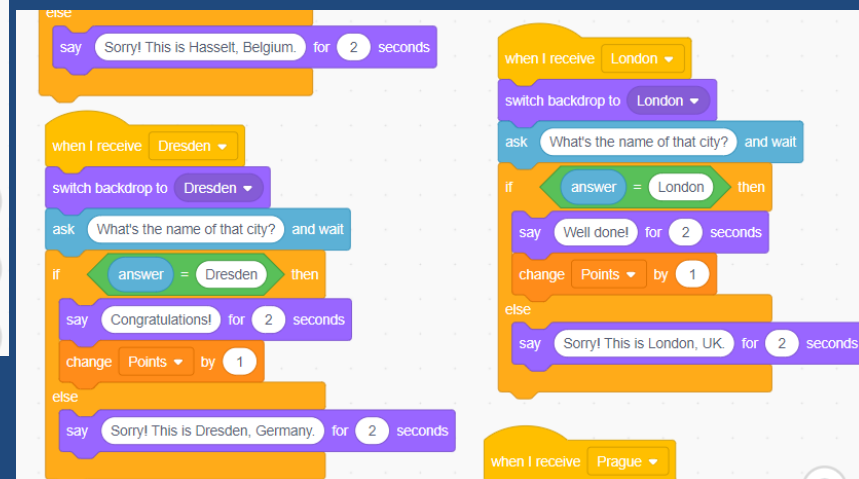 else
say Sorry! This is Hasselt, Belgium. for 2 seconds
when I receive Dresden
switch backdrop to Dresden
ask What's the name of that city? and wait
if answer = Dresden then
say Congratulations! for 2 seconds
change Points by 1
else
say Sorry! This is Dresden, Germany. for 2 seconds
when I receive London
switch backdrop to London
ask What's the name of that city? and wait
if answer = London then
say Well done! for 2 seconds
change Points by 1
else
say Sorry! This is London, UK. for 2 seconds
when I receive Prague